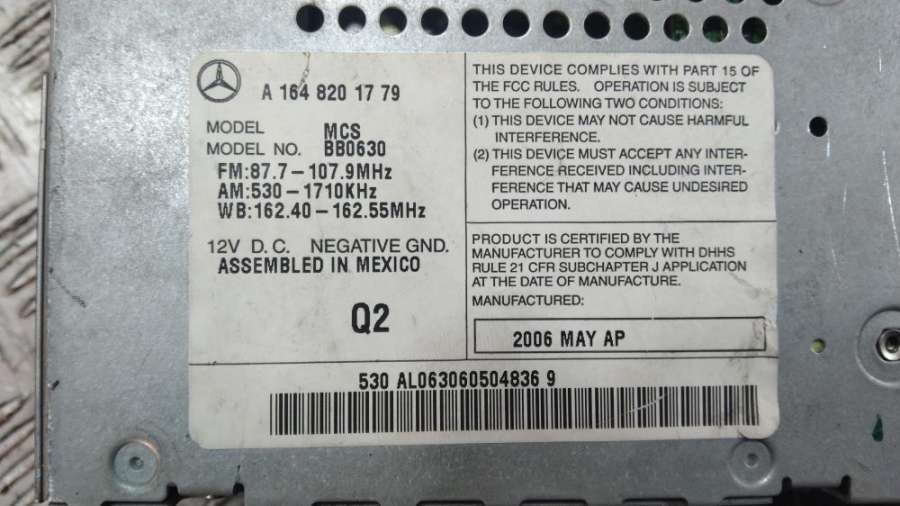 A 164 820 17 79
MODEL MCS
MODEL NO. BB0630
FM:87.7-107.9MHz
AM:530-1710KHz
WB:162.40-162.55MHz
12V D.C. NEGATIVE GND.
ASSEMBLED IN MEXICO
Q2
THIS DEVICE COMPLIES WITH PART 15 OF
THE FCC RULES. OPERATION IS SUBJECT
TO THE FOLLOWING TWO CONDITIONS:
(1) THIS DEVICE MAY NOT CAUSE HARMFUL
INTERFERENCE.
(2) THIS DEVICE MUST ACCEPT ANY INTER-
FERENCE RECEIVED INCLUDING INTER-
FERENCE THAT MAY CAUSE UNDESIRED
OPERATION.
PRODUCT IS CERTIFIED BY THE
MANUFACTURER TO COMPLY WITH DHHS
RULE 21 CFR SUBCHAPTER J APPLICATION
AT THE DATE OF MANUFACTURE.
MANUFACTURED:
2006 MAY AP
530 AL063060504836 9